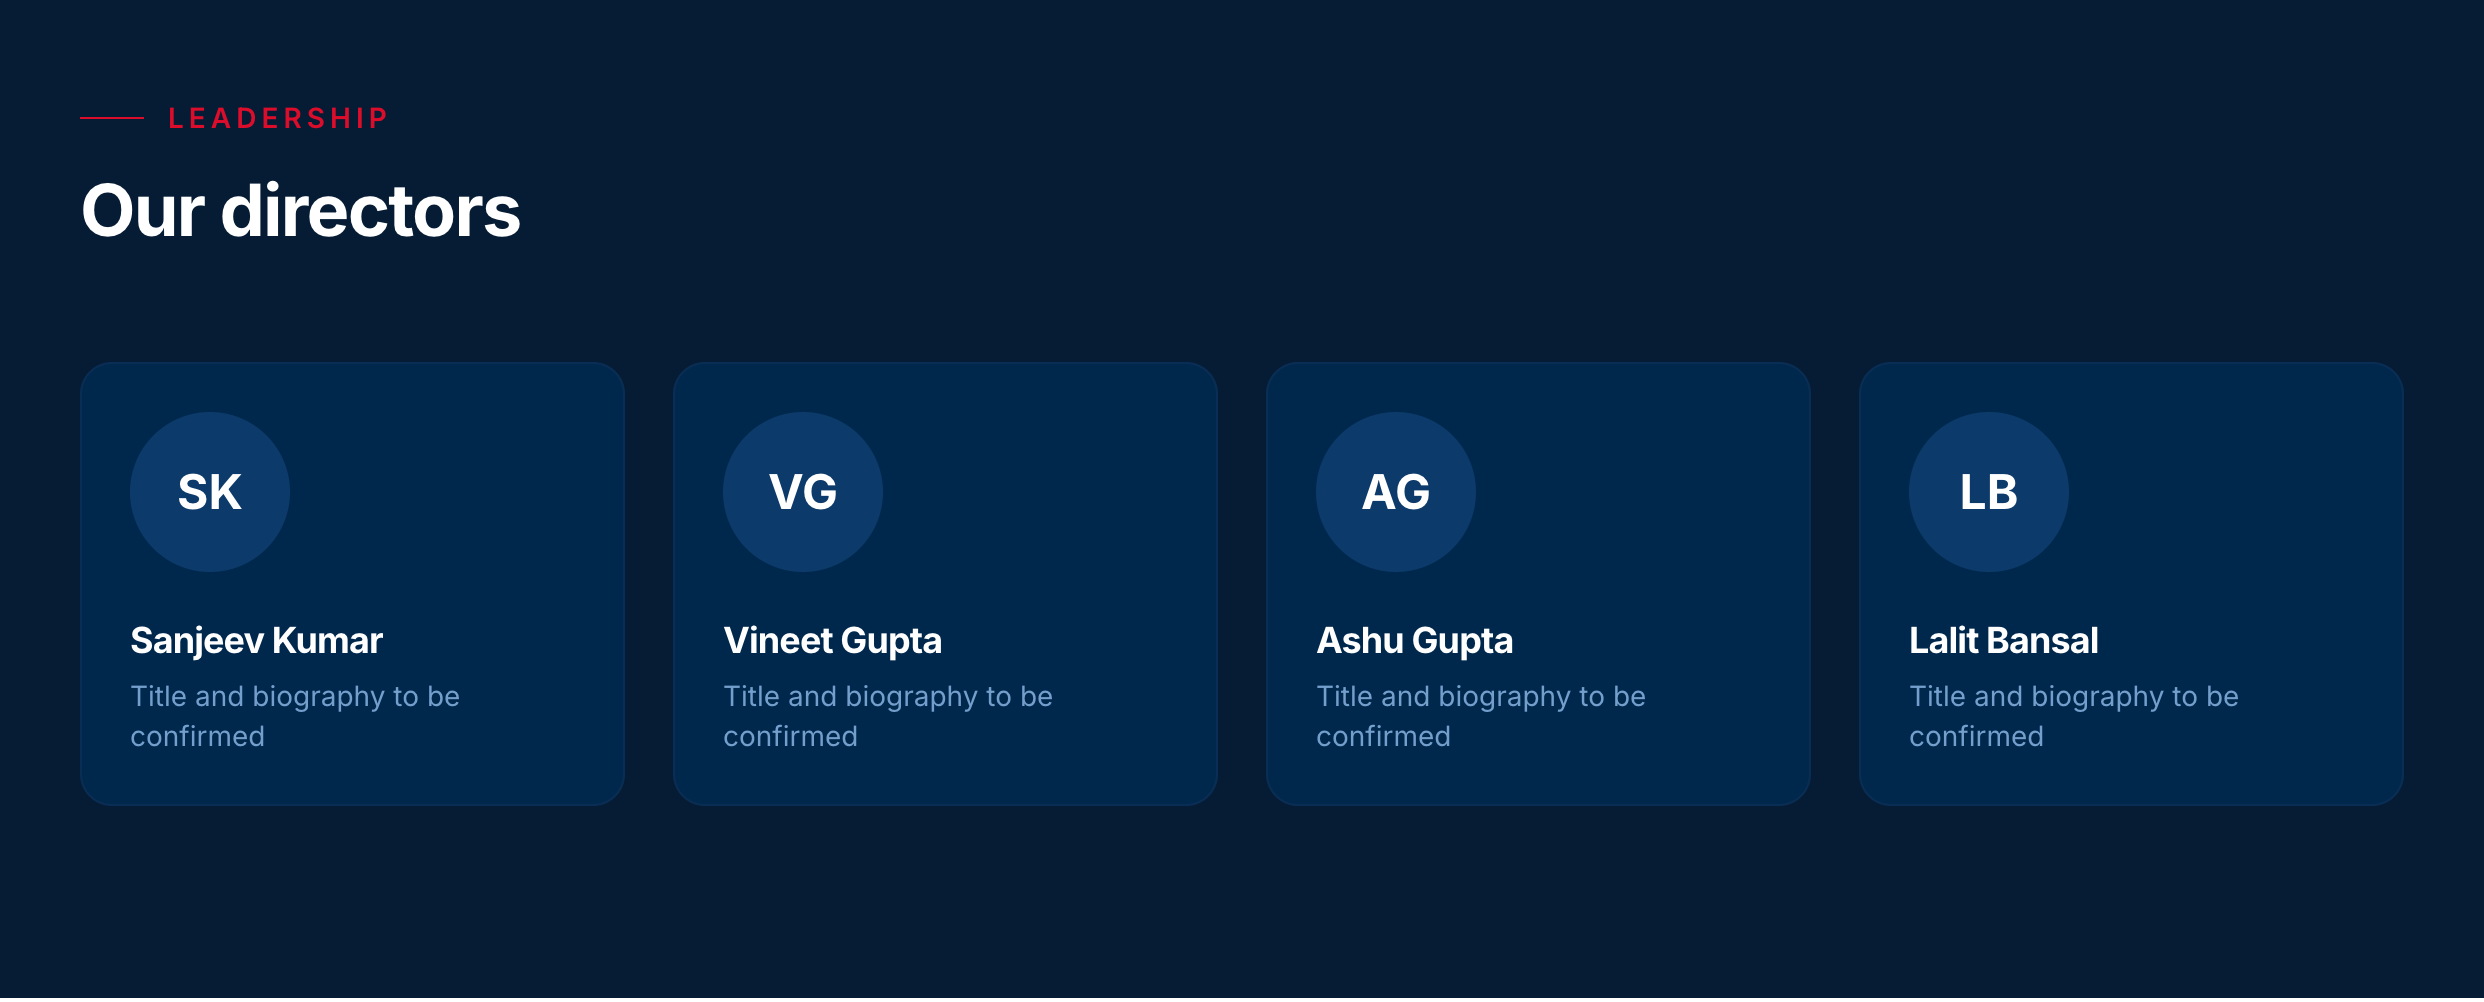 LEADERSHIP
Our directors
SK
Sanjeev Kumar
Title and biography to be
confirmed
VG
Vineet Gupta
Title and biography to be
confirmed
AG
Ashu Gupta
Title and biography to be
confirmed
LB
Lalit Bansal
Title and biography to be
confirmed